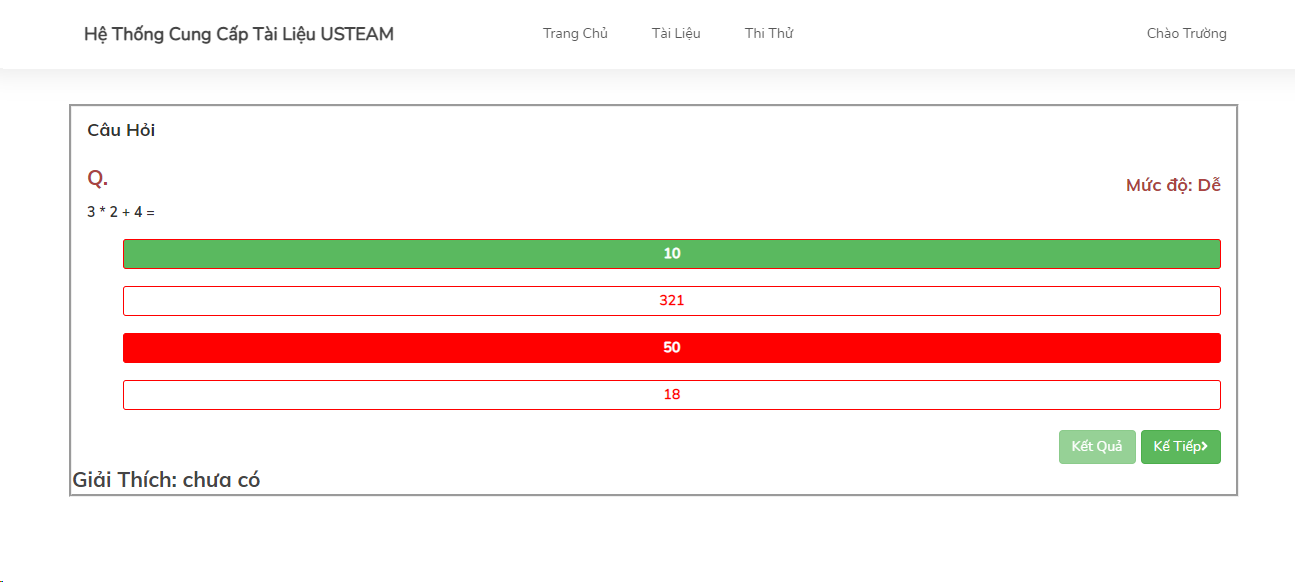 Hệ Thống Cung Cấp Tài Liệu USTEAM
Trang Chủ
Tài Liệu
Thi Thử
Chào Trường
Câu Hỏi
Q.
Mức độ: Dễ
3 * 2 + 4 =
10
321
50
18
Kết Quả
Kế Tiếp
Giải Thích: chưa có